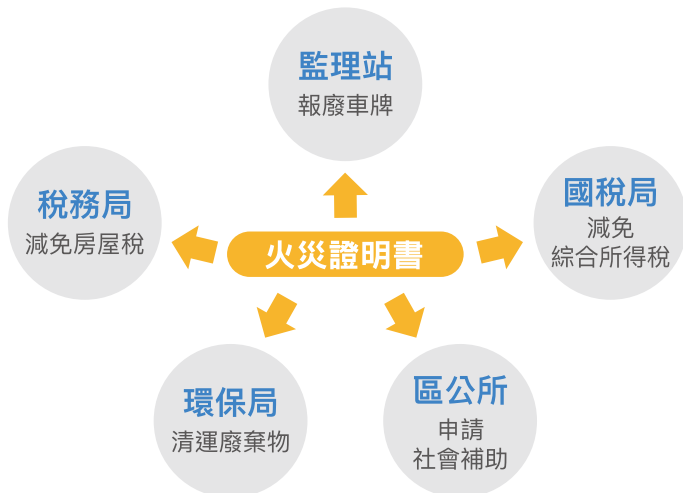 監理站
報廢車牌
稅務局
減免房屋稅
國稅局
減免
綜合所得稅
火災證明書
環保局
清運廢棄物
區公所
申請
社會補助